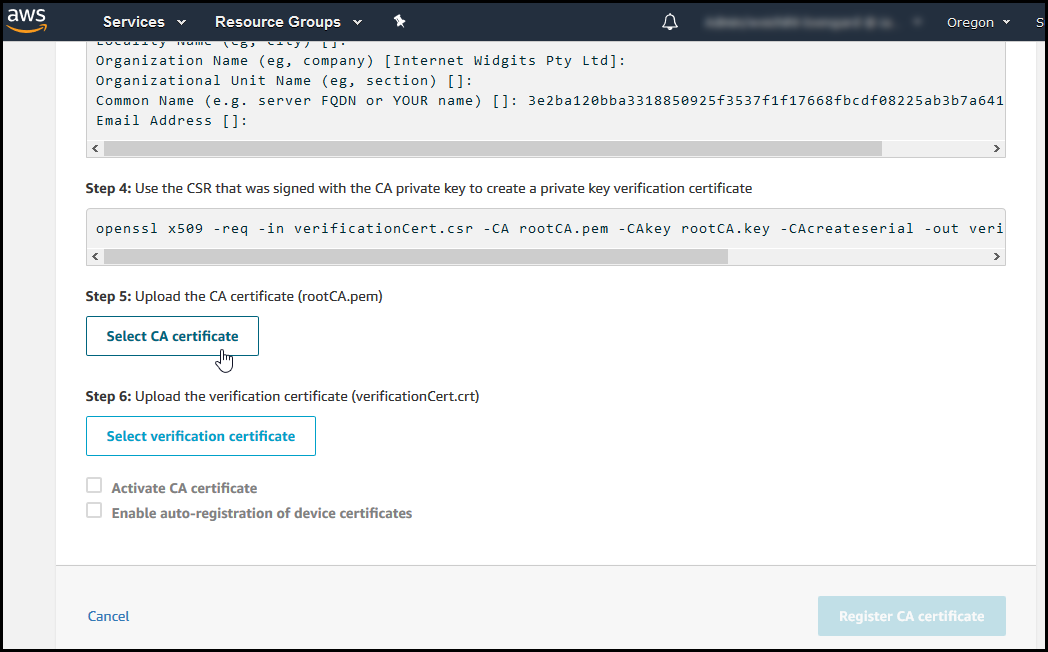 aws
Services Resource Groups Oregon S
Locality Name (eg, city) []:
Organization Name (eg, company) [Internet Widgits Pty Ltd]:
Organizational Unit Name (eg, section) []:
Common Name (e.g. server FQDN or YOUR name) []: 3e2ba120bba3318850925f3537f1f17668fbcdf08225ab3b7a641
Email Address []:
Step 4: Use the CSR that was signed with the CA private key to create a private key verification certificate
openssl x509 -req -in verificationCert.csr -CA rootCA.pem -CAkey rootCA.key -CAcreateserial -out veri
Step 5: Upload the CA certificate (rootCA.pem)
Select CA certificate
Step 6: Upload the verification certificate (verificationCert.crt)
Select verification certificate
Activate CA certificate
Enable auto-registration of device certificates
Cancel Register CA certificate